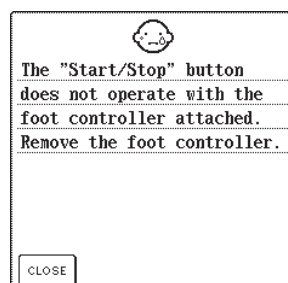 The "Start/Stop" button
does not operate with the
foot controller attached.
Remove the foot controller.
CLOSE